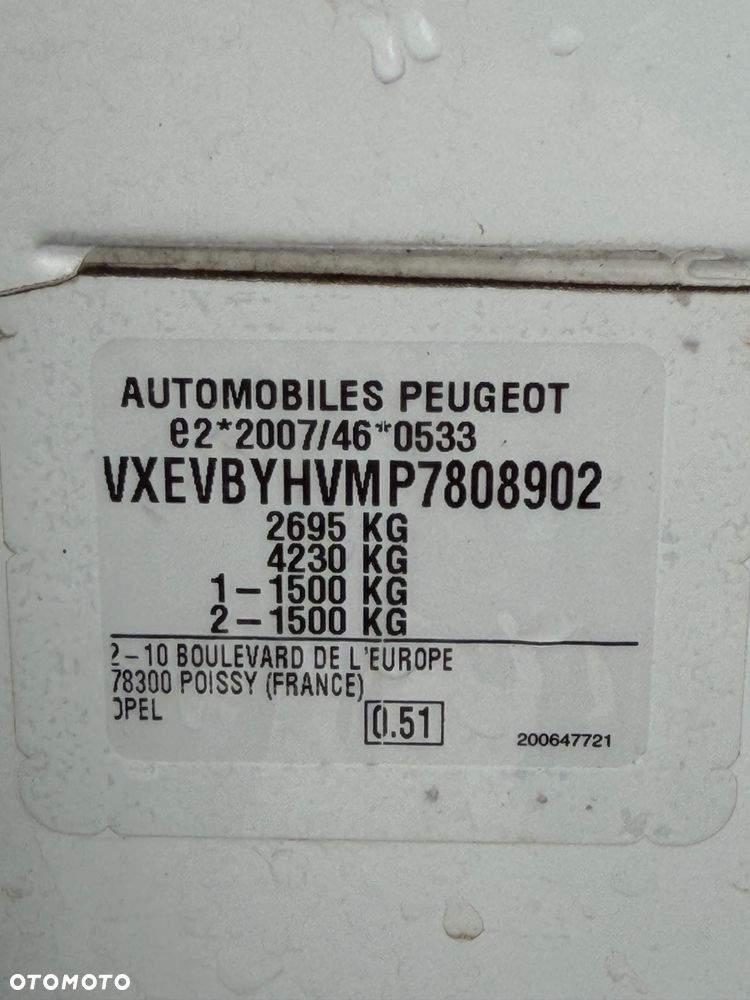 AUTOMOBILES PEUGEOT
e2*2007/46*0533
VXEVBYHVMP7808902
2695 KG
4230 KG
1-1500 KG
2-1500 KG
2-10 BOULEVARD DE L'EUROPE
78300 POISSY (FRANCE)
OPEL
0.51
200647721
OTOMOTO